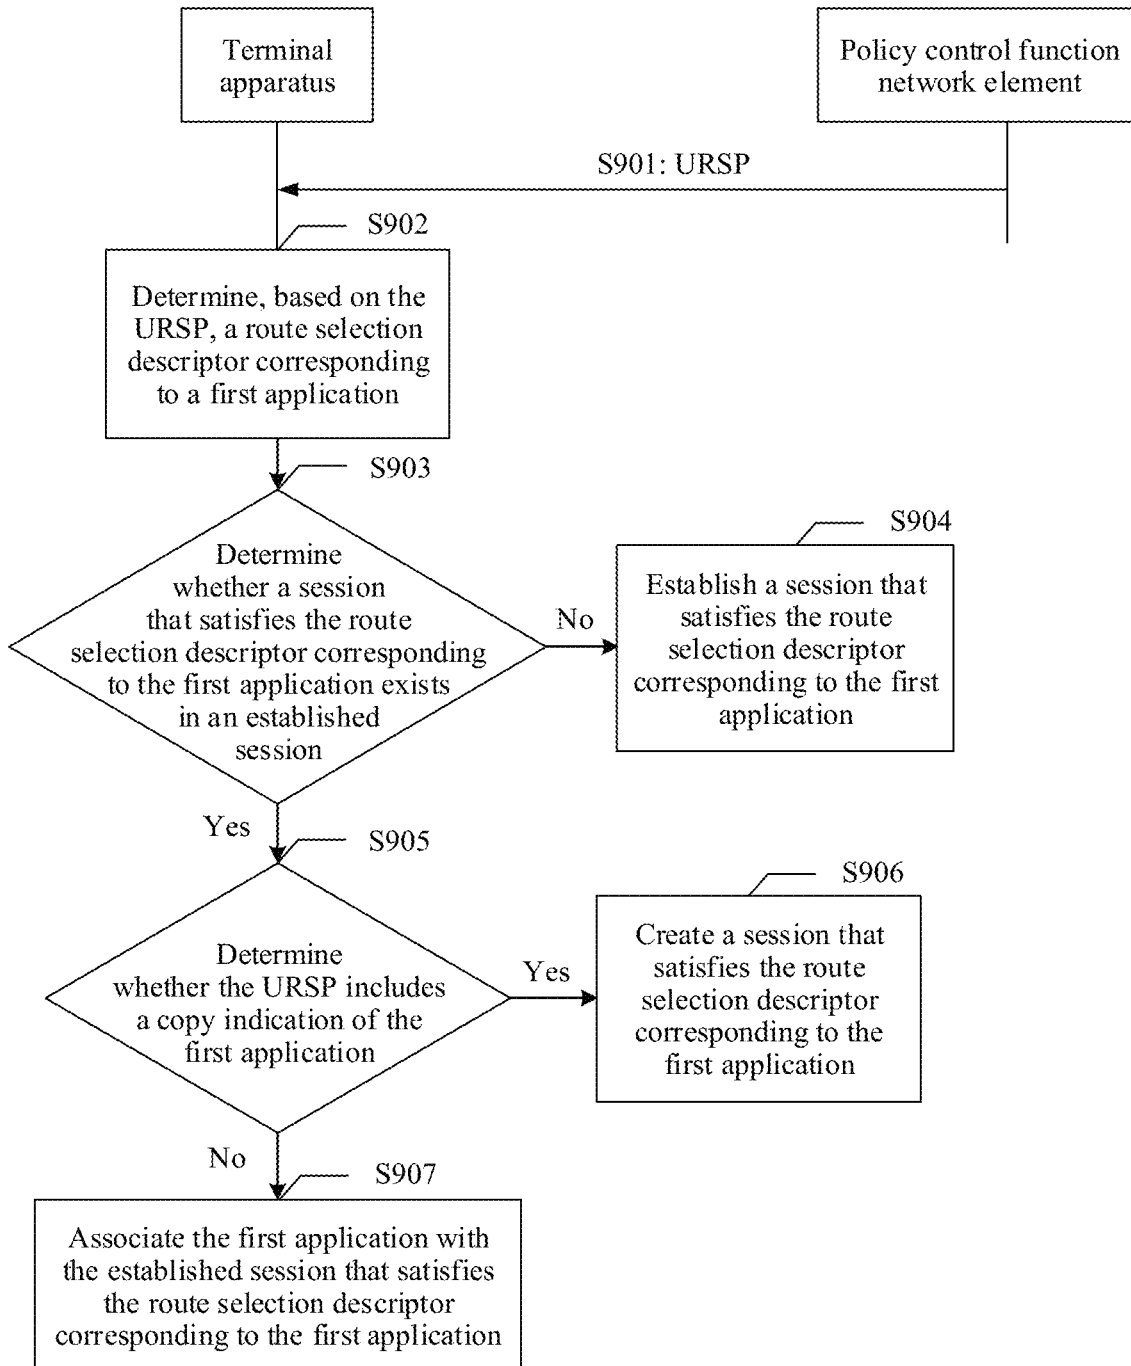 Terminal
apparatus
Policy control function
network element
S901: URSP
S902
Determine, based on the
URSP, a route selection
descriptor corresponding
to a first application
S903
Determine
whether a session
that satisfies the route
selection descriptor corresponding
to the first application exists
in an established
session
No
S904
Establish a session that
satisfies the route
selection descriptor
corresponding to the first
application
Yes
S905
Determine
whether the URSP includes
a copy indication of the
first application
Yes
S906
Create a session that
satisfies the route
selection descriptor
corresponding to the
first application
No
S907
Associate the first application with
the established session that satisfies
the route selection descriptor
corresponding to the first application